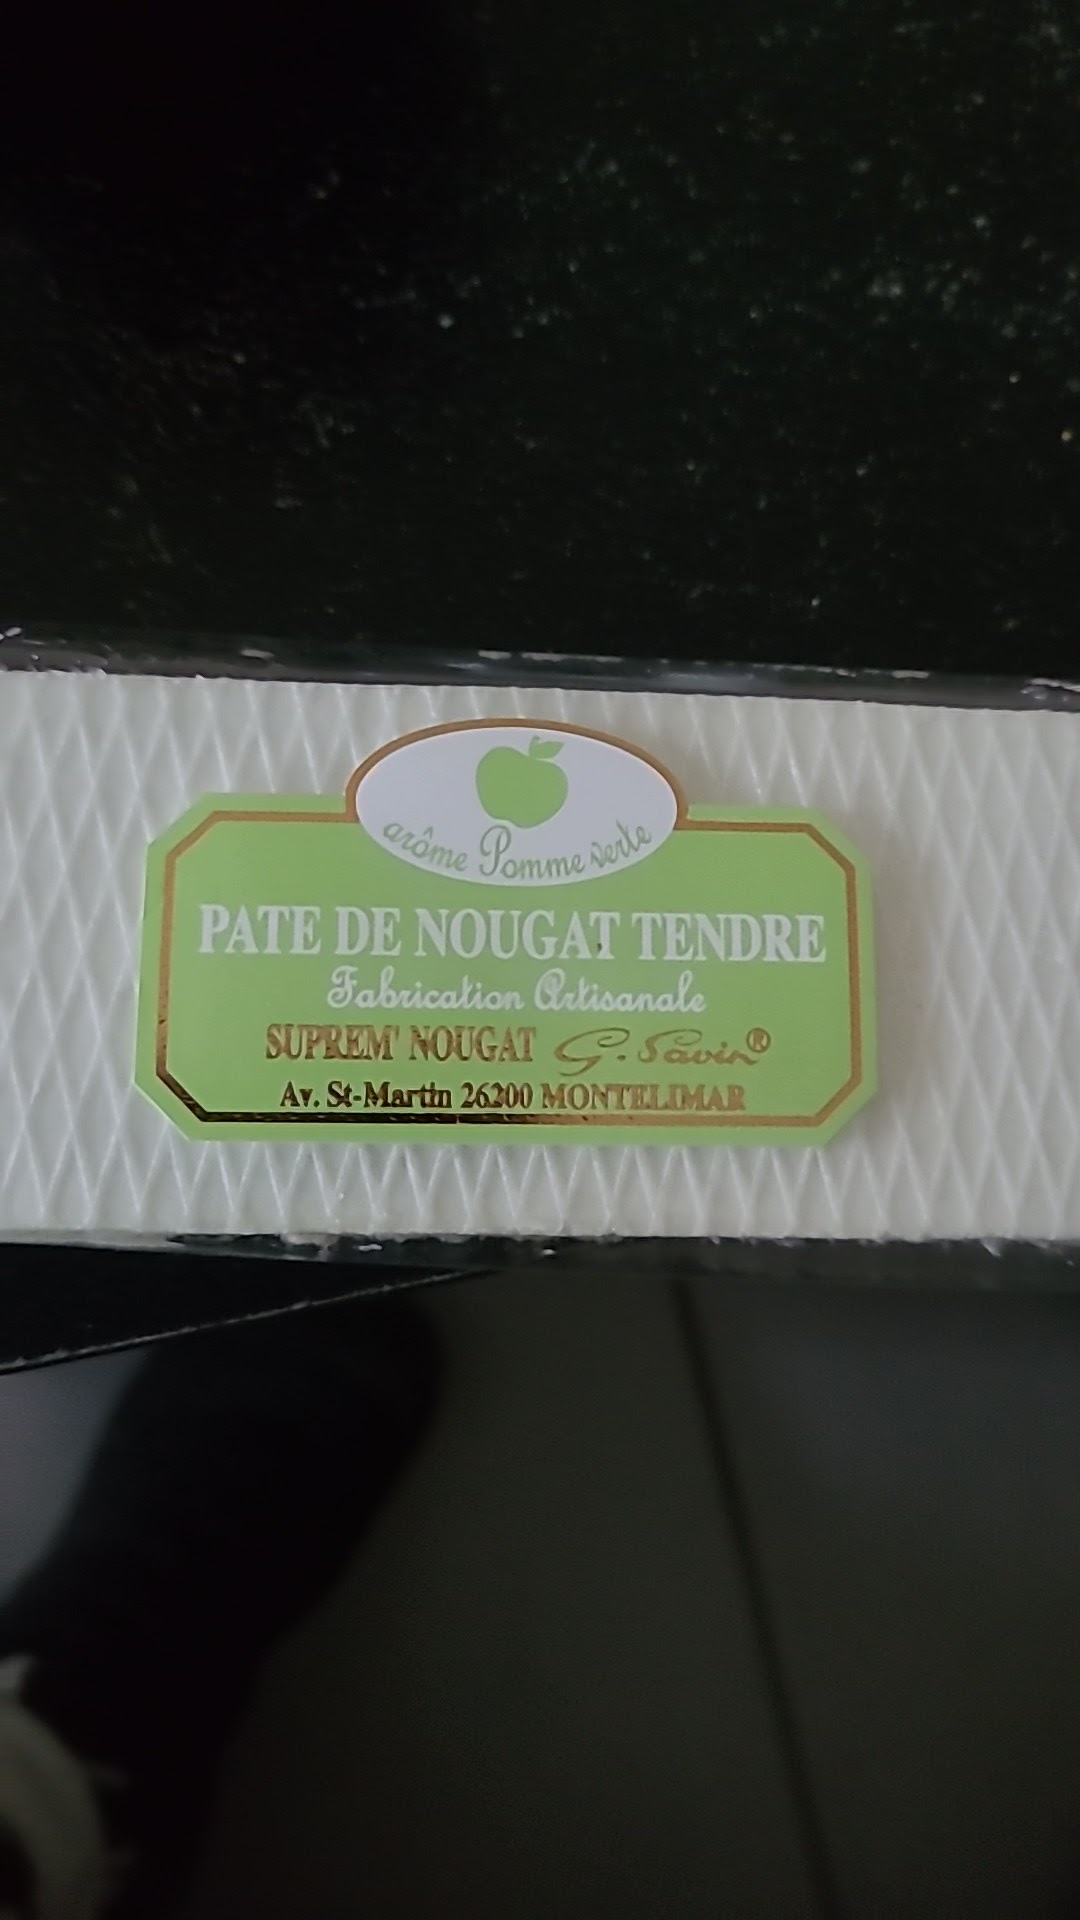 arôme Pomme verte
PATE DE NOUGAT TENDRE
Fabrication Artisanale
SUPREM' NOUGAT G. Savin®
Av. St-Martin 26200 MONTELIMAR